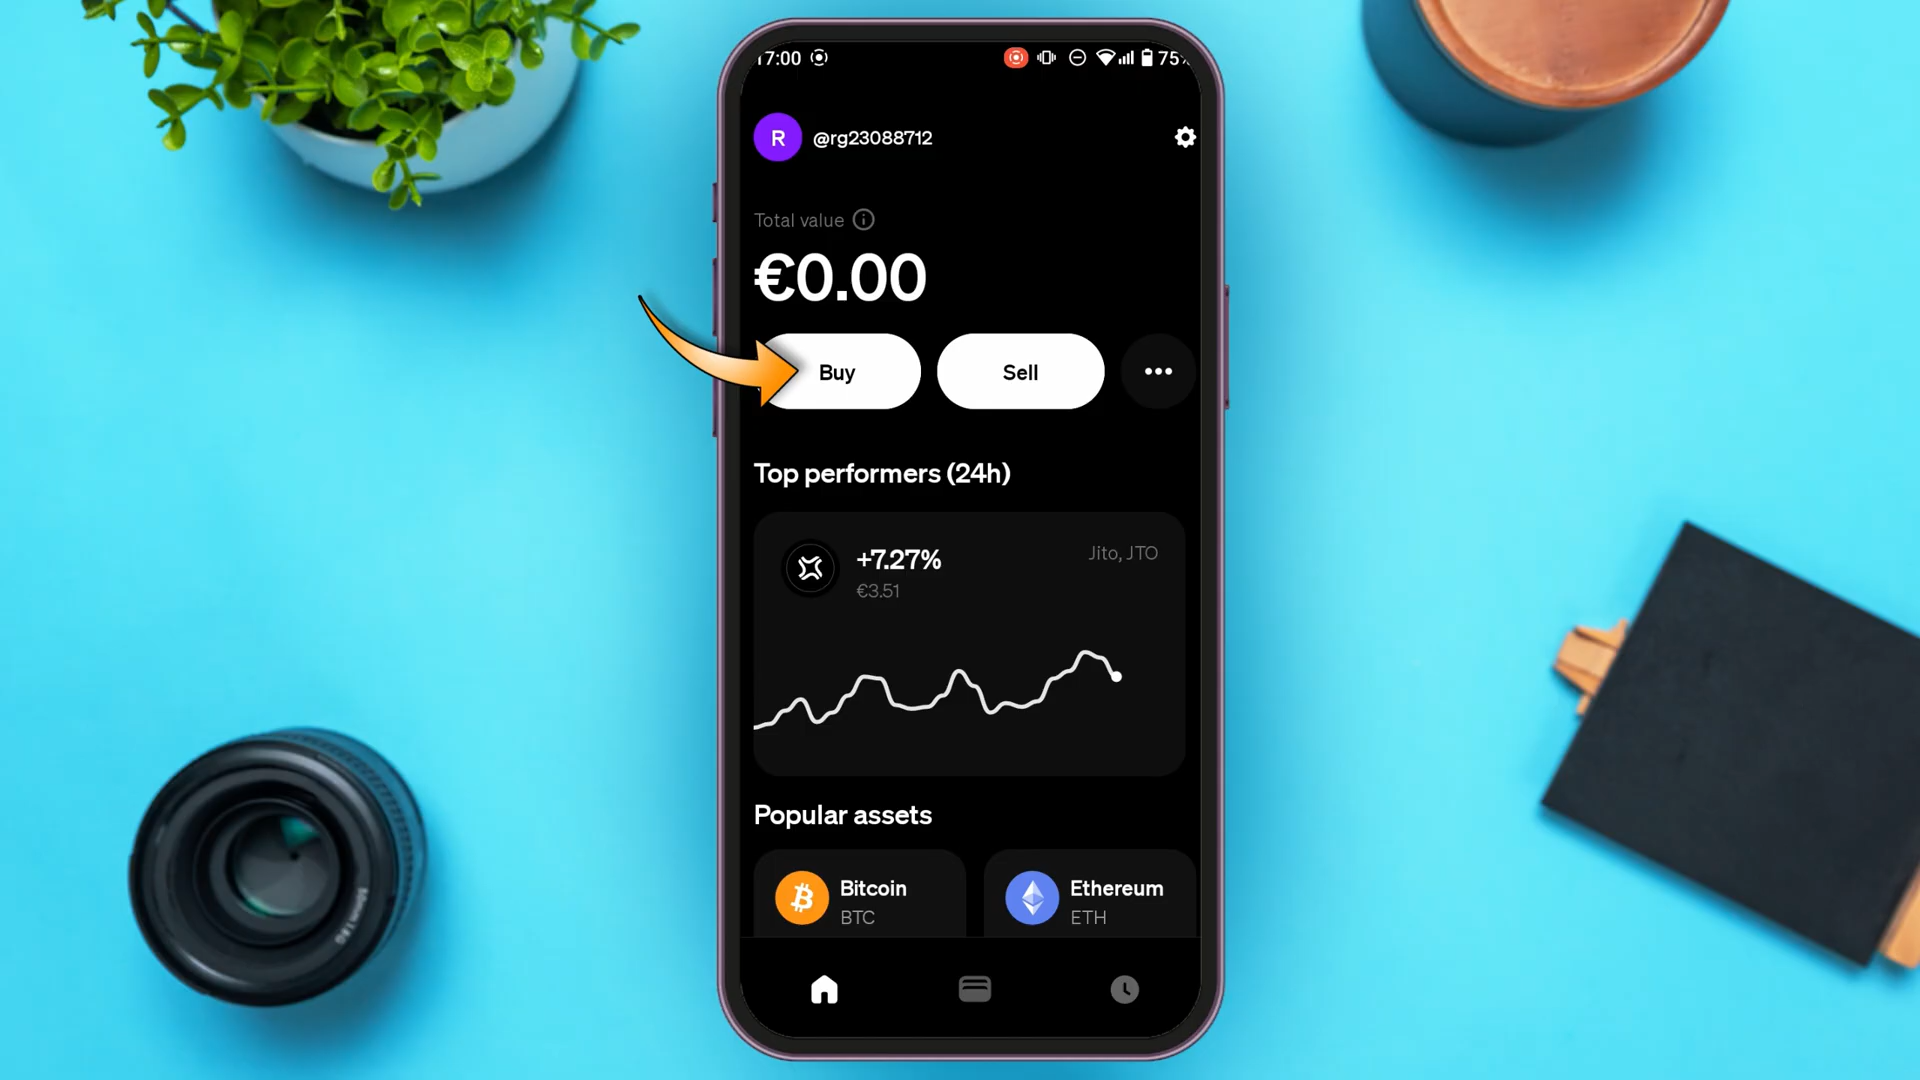 17:00
75%
R
@rg23088712
Total value
€0.00
Buy
Sell
Top performers (24h)
+7.27%
Jito, JTO
€3.51
Popular assets
Bitcoin
BTC
Ethereum
ETH